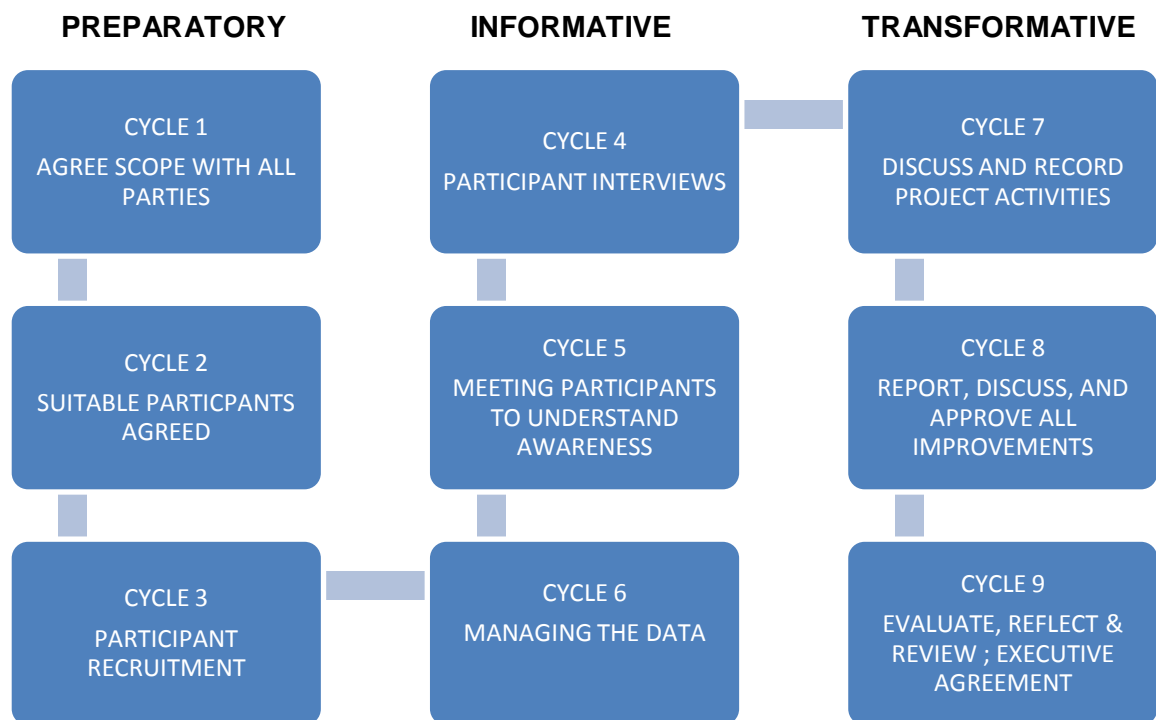 PREPARATORY
INFORMATIVE
TRANSFORMATIVE
CYCLE 1
AGREE SCOPE WITH ALL
PARTIES
CYCLE 2
SUITABLE PARTICPANTS
AGREED
CYCLE 3
PARTICIPANT
RECRUITMENT
CYCLE 4
PARTICIPANT INTERVIEWS
CYCLE 5
MEETING PARTICIPANTS
TO UNDERSTAND
AWARENESS
CYCLE 6
MANAGING THE DATA
CYCLE 7
DISCUSS AND RECORD
PROJECT ACTIVITIES
CYCLE 8
REPORT, DISCUSS, AND
APPROVE ALL
IMPROVEMENTS
CYCLE 9
EVALUATE, REFLECT &
REVIEW ; EXECUTIVE
AGREEMENT